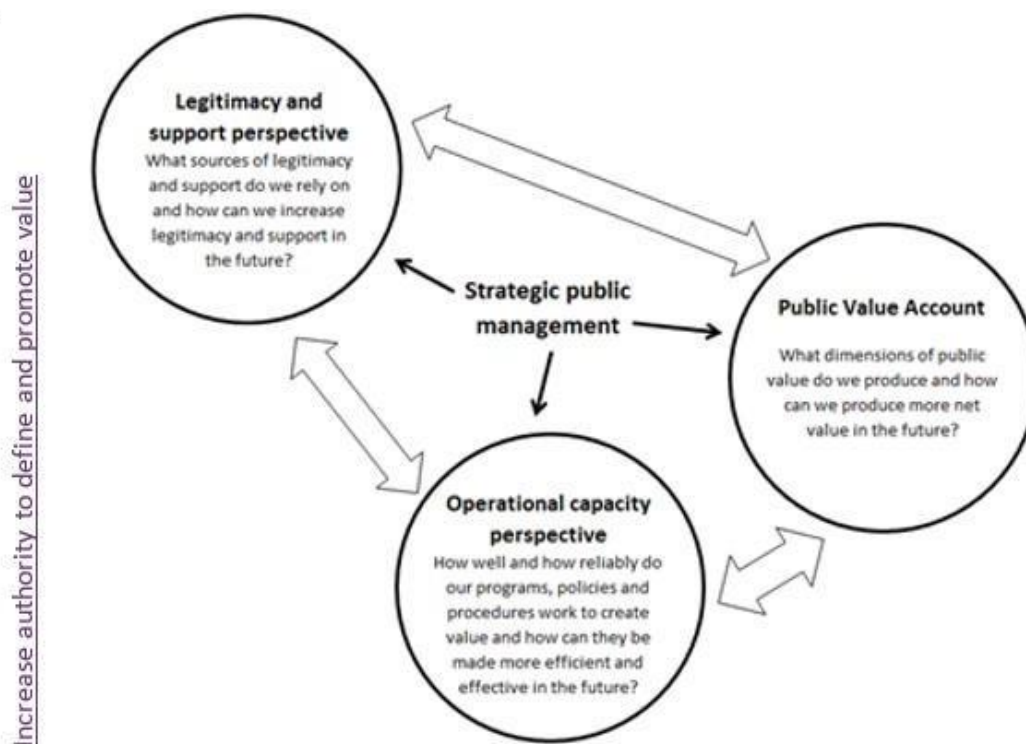 Increase authority to define and promote value
Legitimacy and
support perspective
What sources of legitimacy
and support do we rely on
and how can we increase
legitimacy and support in
the future?
Strategic public
management
Public Value Account
What dimensions of public
value do we produce and how
can we produce more net
value in the future?
Operational capacity
perspective
How well and how reliably do
our programs, policies and
procedures work to create
value and how can they be
made more efficient and
effective in the future?